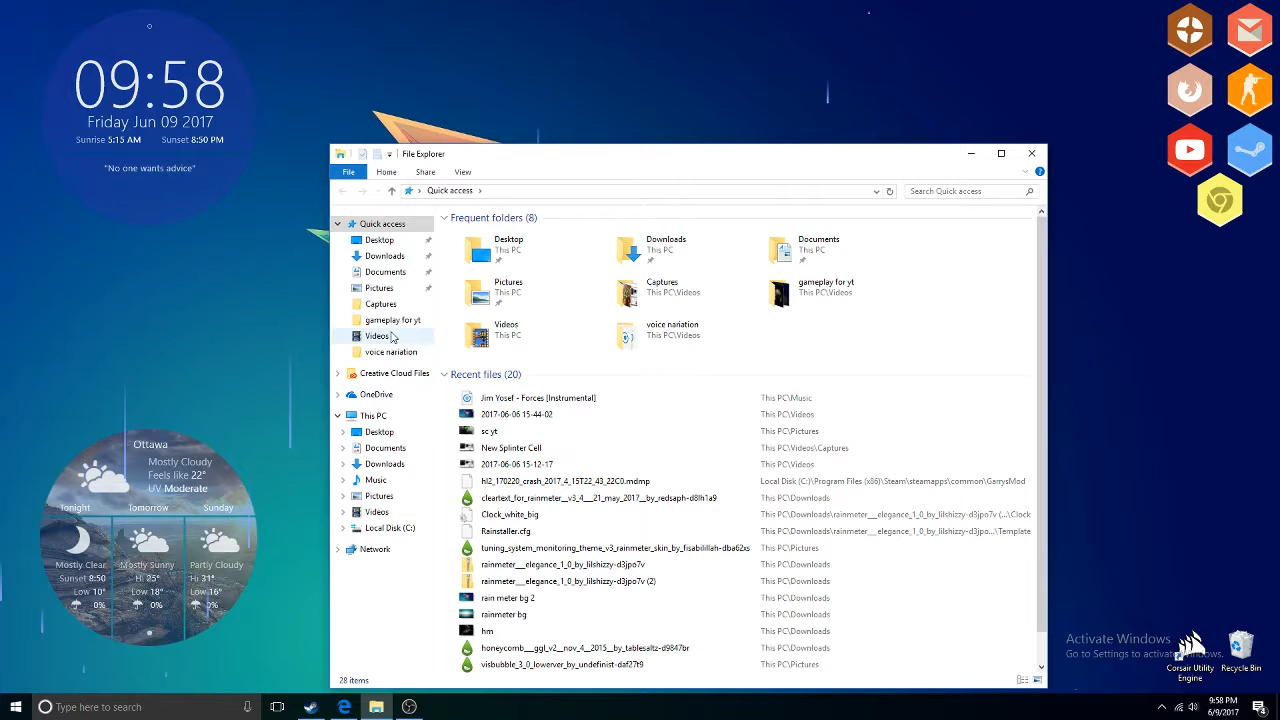 09:58
Friday Jun 09 2017
Sunrise 5:15 AM Sunset 8:50 PM
"No one wants advice"
File Explorer
File Home Share View
Quick access
Search Quick access
Quick access
Desktop
Downloads
Documents
Pictures
Captures
gameplay for yt
Videos
voice nariation
Creative Cloud Files
OneDrive
This PC
Desktop
Documents
Downloads
Music
Pictures
Videos
Local Disk (C:)
Network
Frequent folders (8)
Desktop
This PC
Downloads
This PC
Documents
This PC
Pictures
This PC
Captures
This PC\Videos
gameplay for yt
This PC\Videos
Videos
This PC
voice nariation
This PC\Videos
Recent files (20)
Jim Yosef - Forces [Instrumental] This PC\Music
2017-06-06 15-44-02 This PC\Videos
sc yt This PC\Pictures
New Splinter Cell This PC\Videos\Captures
2017-06-06 15-12-17 This PC\Videos
hl2_170220_crash_2017_4_15T22_43_22C0.mdmp Local Disk (C:)\Program Files (x86)\Steam\steamapps\common\GarrysMod
cleartext_for_rainmeter__v3_4__21_may_2017__by_redsaph-d8lh1a9 This PC\Downloads
Clock_white_big This PC\Downloads\rainmeter__elegance_1_0_by_lilshizzy-d3jpo7v (...\Clock
Rainstaller.cfg This PC\Downloads\rainmeter__elegance_1_0_by_lilshizzy-d3jpo7v...\Template
tuning_system_monitoring_theme_v3_rainmeter_skin_by_fisabilillah-dba62xs This PC\Pictures
rainmeter__elegance_1_0_by_lilshizzy-d3jpo7v This PC\Downloads
rainmeter__elegance_1_0_by_lilshizzy-d3jpo7v (2) This PC\Downloads
rain meter bg 2 This PC\Downloads
rainmeter bg This PC\Downloads
hm This PC\Downloads
honeycomb__ggl_v2__nov_4__2015__by_tablesaltz-d9847br This PC\Downloads
visbubble_3_0_lowerver_by_undefinist-daf27t9 This PC\Pictures
28 items
Ottawa
Mostly Cloudy
Feels like 22°
UV Moderate
Tonight Tomorrow Sunday
Mostly Clear Mostly Sunny Partly Cloudy
Sunset 8:50 Hi 25° Hi 31°
Low 10° Low 18° Low 16°
0% 0% 0%
Activate Windows
Go to Settings to activate Windows.
Corsair Utility
Engine
Recycle Bin
Type here to search
9:58 PM
6/9/2017